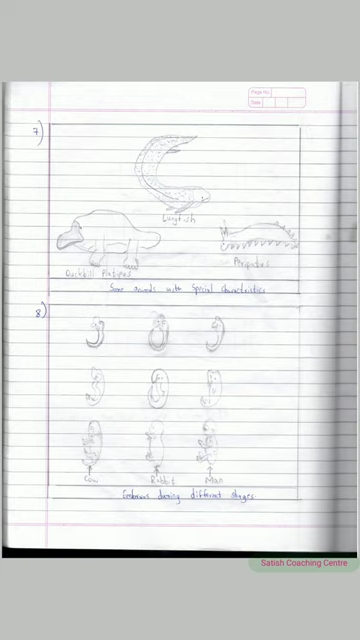 Page No.
Date
7)
Lungfish
Duckbill Platipus
Peripatus
Some animals with Special characteristics
8)
Cow Rabbit Man
Embryos during different stages.
Satish Coaching Centre